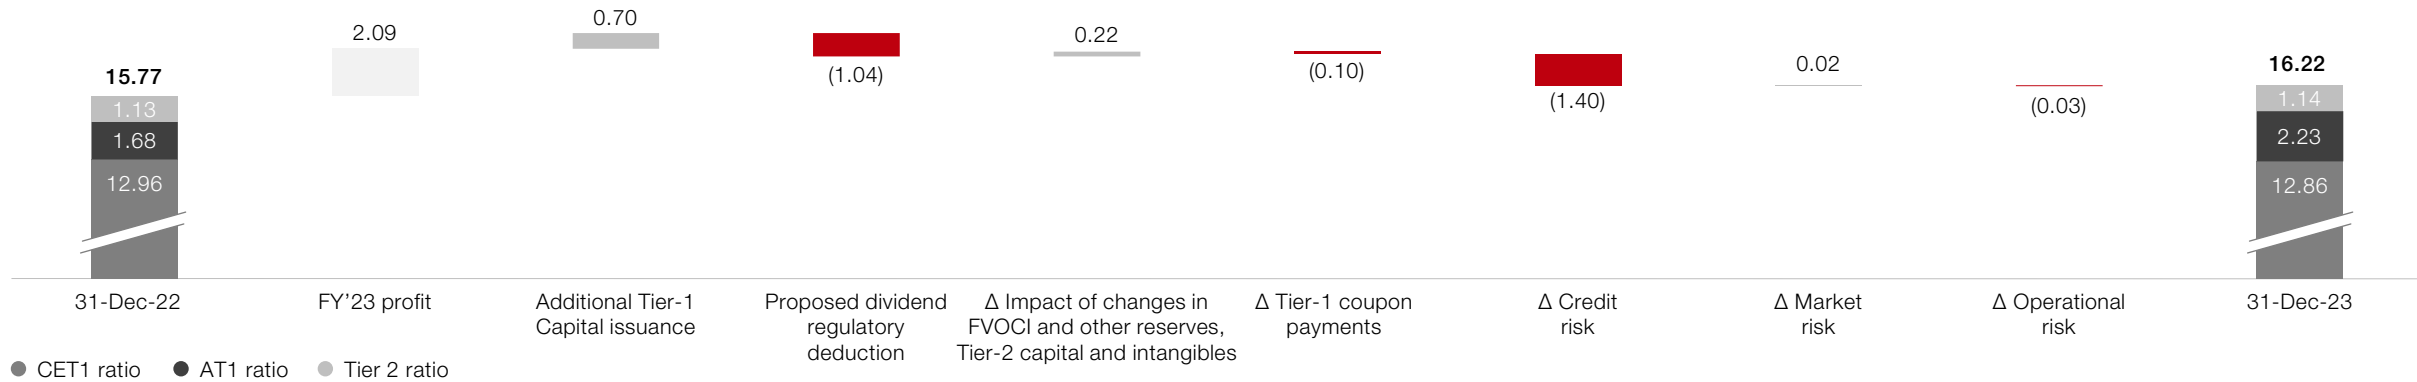 15.77
1.13
1.68
12.96
2.09
0.70
(1.04)
0.22
(0.10)
(1.40)
0.02
(0.03)
16.22
1.14
2.23
12.86
31-Dec-22
FY’23 profit
Additional Tier-1
Capital issuance
Proposed dividend
regulatory
deduction
Δ Impact of changes in
FVOCI and other reserves,
Tier-2 capital and intangibles
Δ Tier-1 coupon
payments
Δ Credit
risk
Δ Market
risk
Δ Operational
risk
31-Dec-23
CET1 ratio
AT1 ratio
Tier 2 ratio